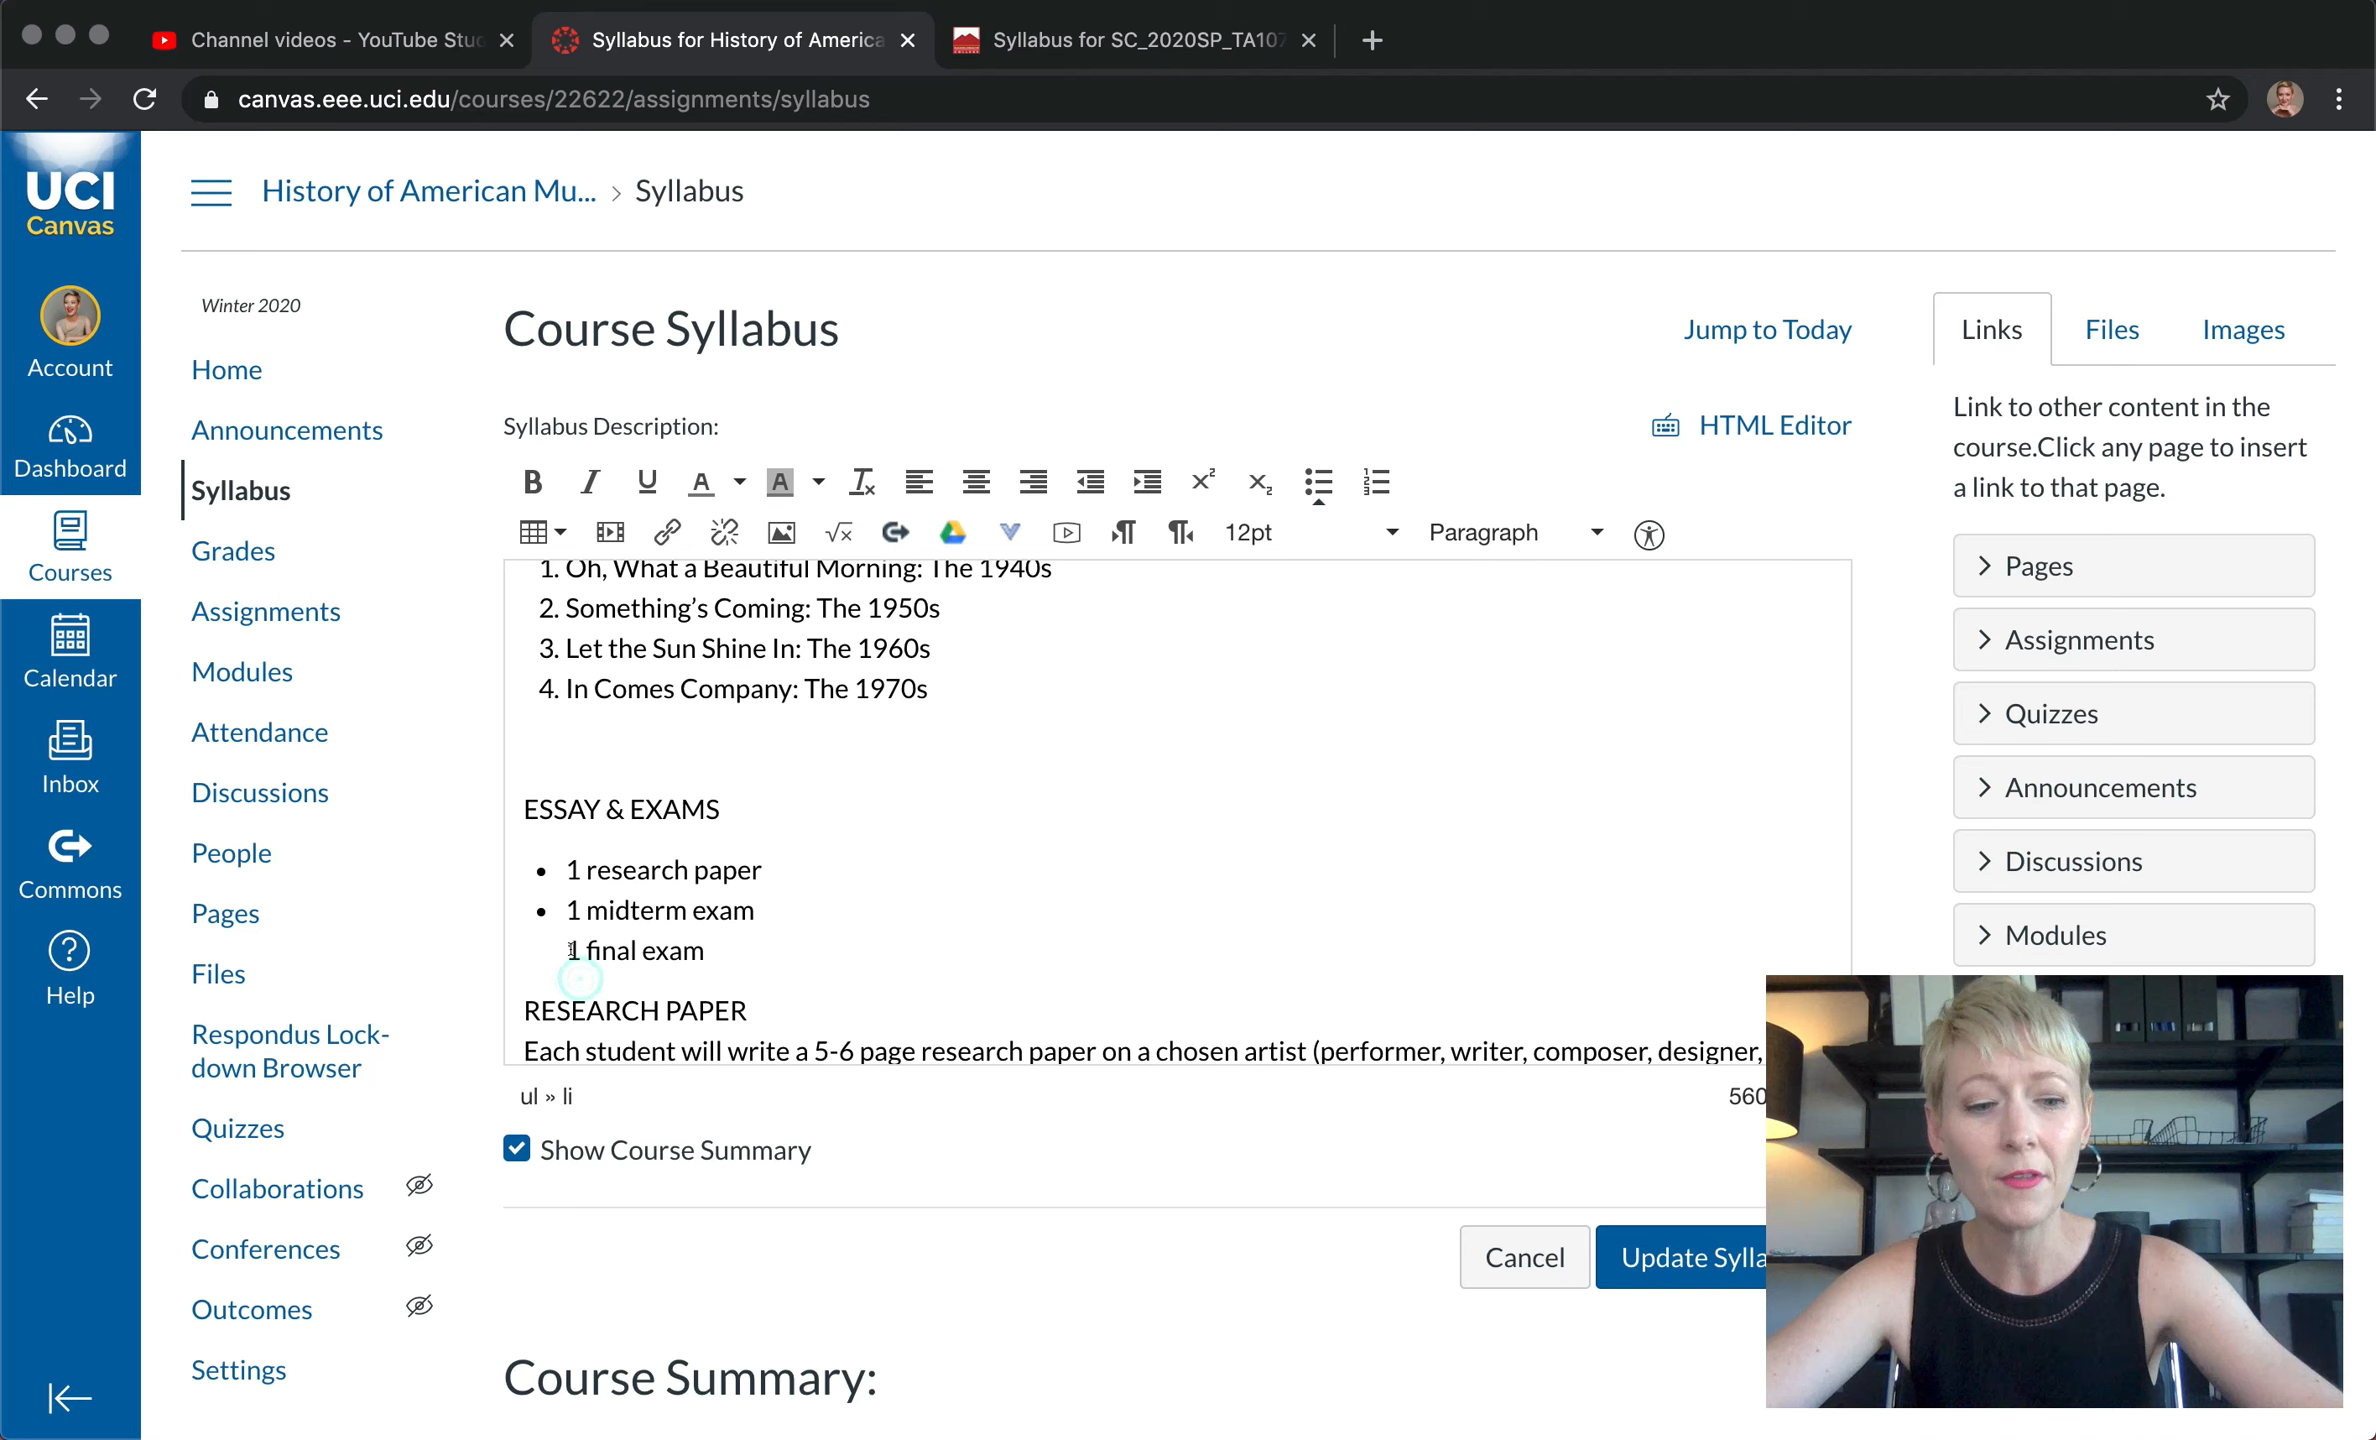 Channel videos - YouTube Stu
Syllabus for History of America
Syllabus for SC_2020SP_TA107
canvas.eee.uci.edu/courses/22622/assignments/syllabus
UCI
Canvas
Account
Dashboard
Courses
Calendar
Inbox
Commons
Help
History of American Mu... > Syllabus
Winter 2020
Home
Announcements
Syllabus
Grades
Assignments
Modules
Attendance
Discussions
People
Pages
Files
Respondus Lock-
down Browser
Quizzes
Collaborations
Conferences
Outcomes
Settings
Course Syllabus
Jump to Today
Syllabus Description:
HTML Editor
12pt
Paragraph
1. Oh, What a Beautiful Morning: The 1940s
2. Something’s Coming: The 1950s
3. Let the Sun Shine In: The 1960s
4. In Comes Company: The 1970s
ESSAY & EXAMS
• 1 research paper
• 1 midterm exam
1 final exam
RESEARCH PAPER
Each student will write a 5-6 page research paper on a chosen artist (performer, writer, composer, designer,
ul » li
560
Show Course Summary
Cancel
Update Sylla
Course Summary:
Links
Files
Images
Link to other content in the
course.Click any page to insert
a link to that page.
Pages
Assignments
Quizzes
Announcements
Discussions
Modules